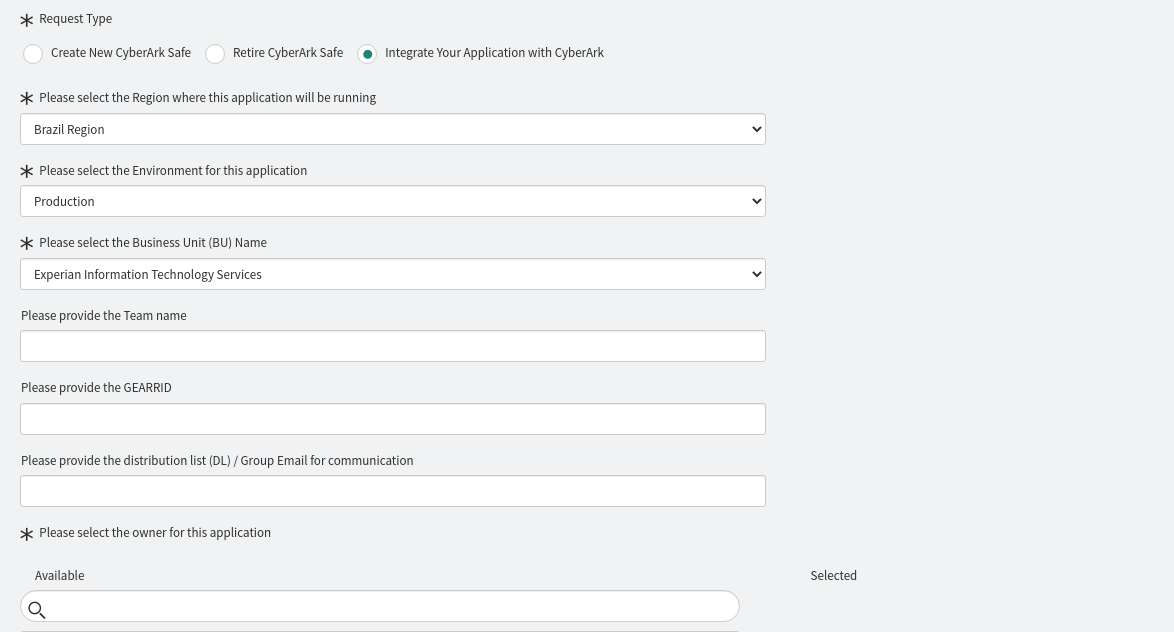 * Request Type
Create New CyberArk Safe Retire CyberArk Safe Integrate Your Application with CyberArk
* Please select the Region where this application will be running
Brazil Region
* Please select the Environment for this application
Production
* Please select the Business Unit (BU) Name
Experian Information Technology Services
Please provide the Team name
Please provide the GEARRID
Please provide the distribution list (DL) / Group Email for communication
* Please select the owner for this application
Available Selected